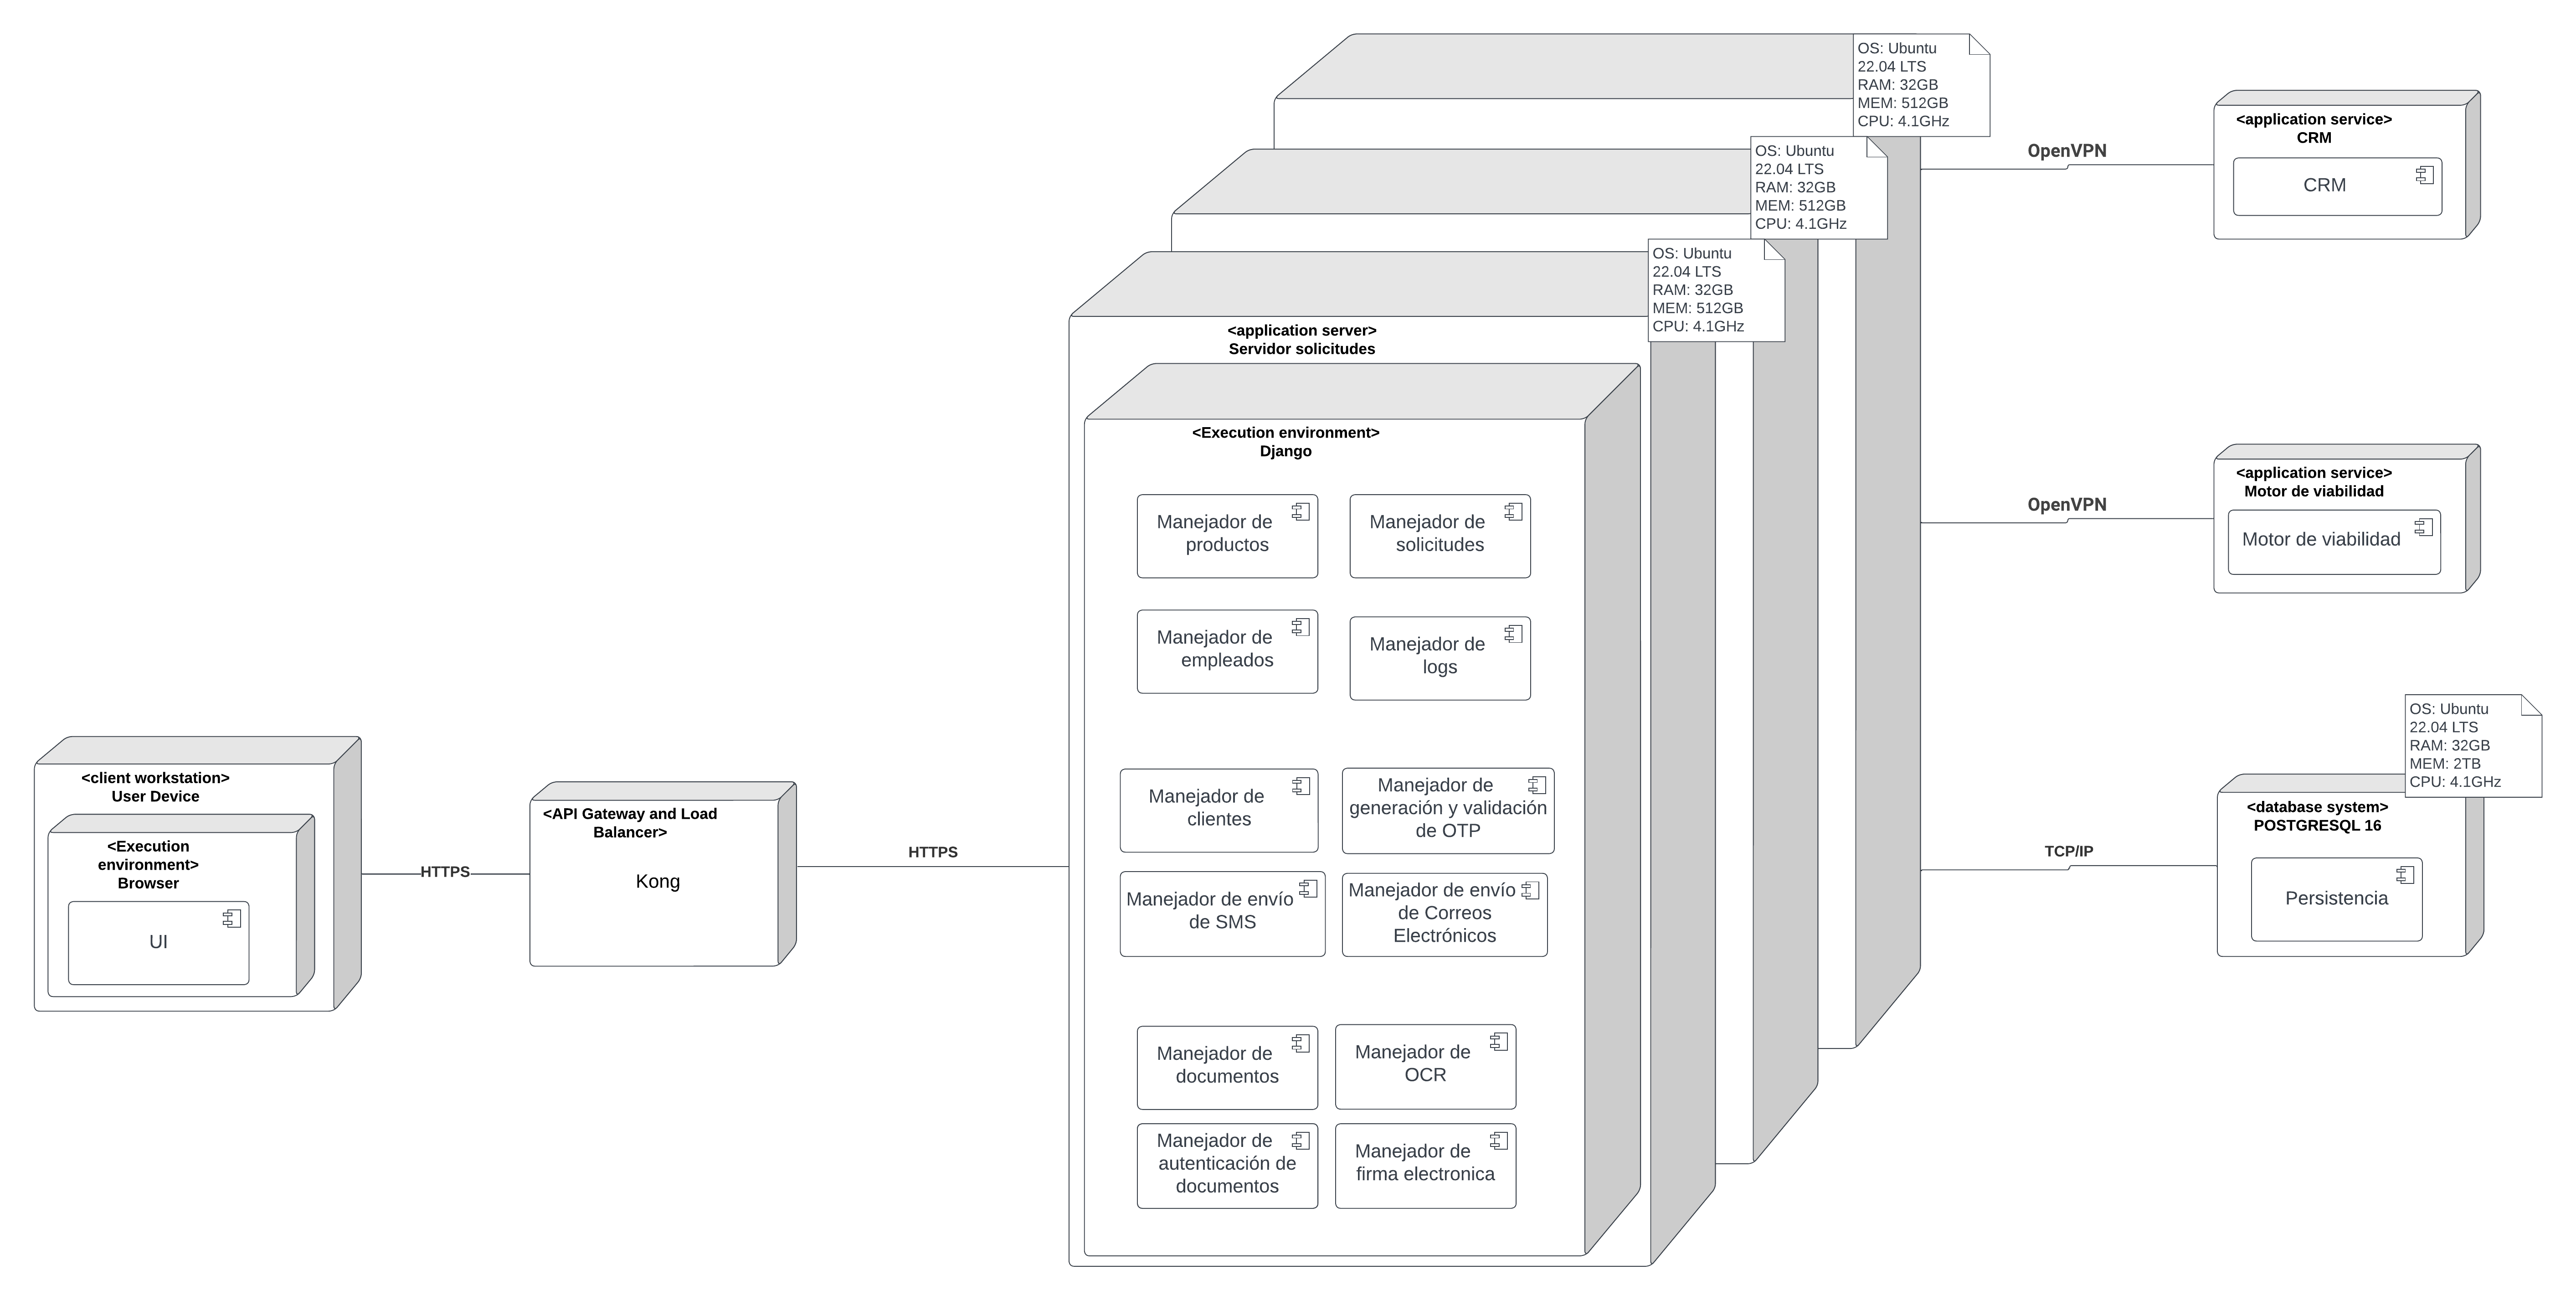 <client workstation>
User Device
<Execution
environment>
Browser
UI
HTTPS
<API Gateway and Load
Balancer>
Kong
HTTPS
OS: Ubuntu
22.04 LTS
RAM: 32GB
MEM: 512GB
CPU: 4.1GHz
OS: Ubuntu
22.04 LTS
RAM: 32GB
MEM: 512GB
CPU: 4.1GHz
OS: Ubuntu
22.04 LTS
RAM: 32GB
MEM: 512GB
CPU: 4.1GHz
<application server>
Servidor solicitudes
<Execution environment>
Django
Manejador de
productos
Manejador de
solicitudes
Manejador de
empleados
Manejador de
logs
Manejador de
clientes
Manejador de
generación y validación
de OTP
Manejador de envío
de SMS
Manejador de envío
de Correos
Electrónicos
Manejador de
documentos
Manejador de
OCR
Manejador de
autenticación de
documentos
Manejador de
firma electronica
OpenVPN
<application service>
CRM
CRM
OpenVPN
<application service>
Motor de viabilidad
Motor de viabilidad
TCP/IP
OS: Ubuntu
22.04 LTS
RAM: 32GB
MEM: 2TB
CPU: 4.1GHz
<database system>
POSTGRESQL 16
Persistencia